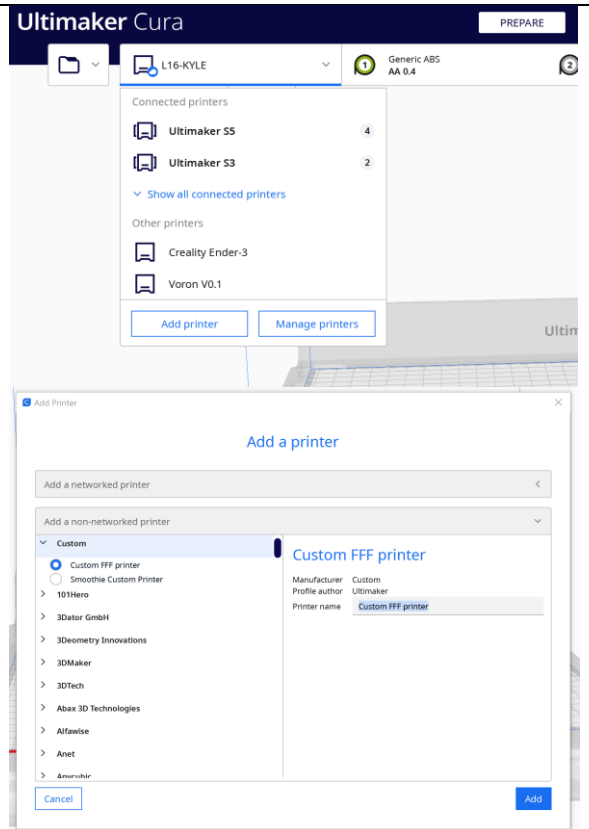 Ultimaker Cura
PREPARE
L16-KYLE
1
Generic ABS
AA 0.4
2
Connected printers
Ultimaker S5
4
Ultimaker S3
2
Show all connected printers
Other printers
Creality Ender-3
Voron V0.1
Add printer
Manage printers
Ultim
Add Printer
Add a printer
Add a networked printer
Add a non-networked printer
Custom
Custom FFF printer
Smoothie Custom Printer
101Hero
3Dator GmbH
3Deometry Innovations
3DMaker
3DTech
Abax 3D Technologies
Alfawise
Anet
Anycubic
Custom FFF printer
Manufacturer Custom
Profile author Ultimaker
Printer name Custom FFF printer
Cancel
Add